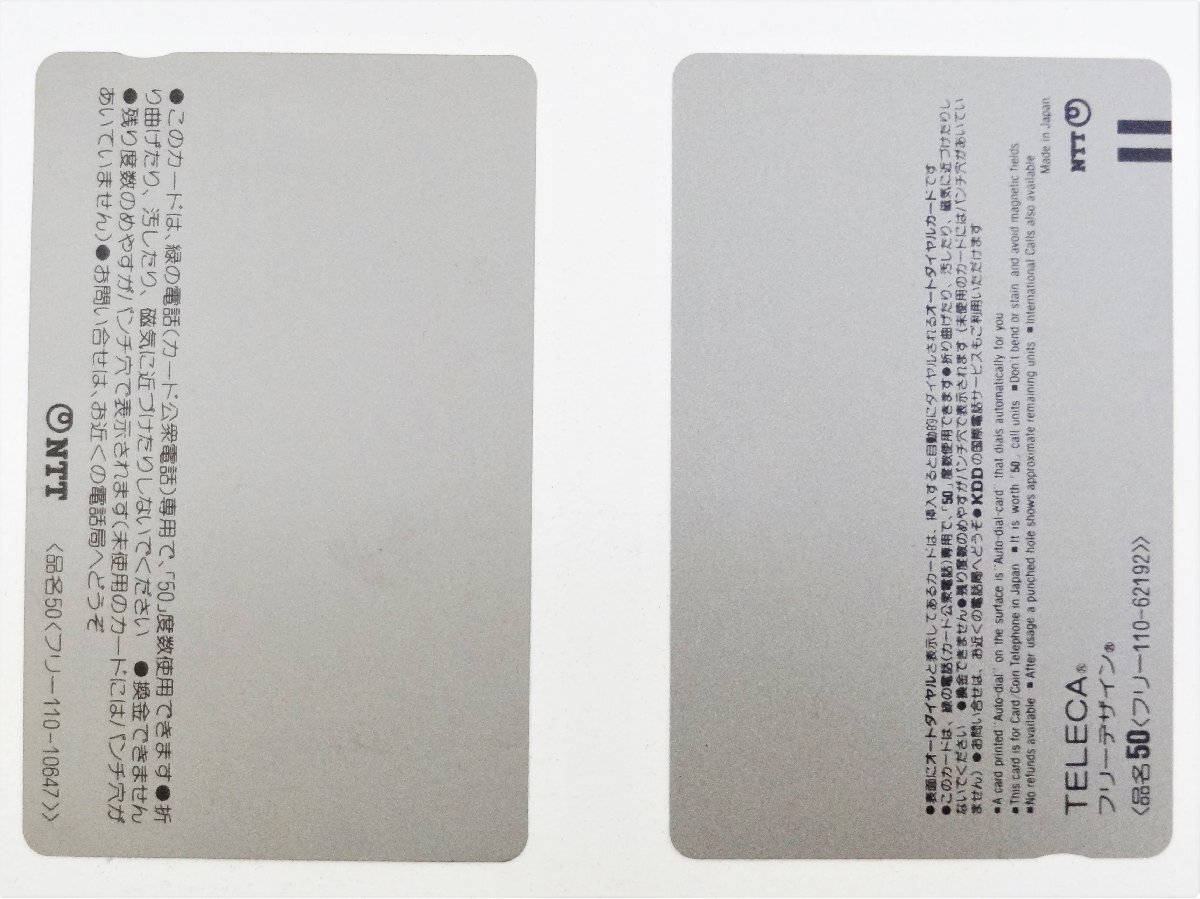 ●このカードは、緑の電話(カード公衆電話)専用で、「50」度数使用できます●折
り曲げたり、汚したり、磁気に近づけたりしないでください ●換金できません
●残り度数のめやすがパンチ穴で表示されます(未使用のカードにはパンチ穴が
あいていません)●お問い合せは、お近くの電話局へどうぞ
NTT 〈品名50〈フリー110-10647〉〉
●表面にオートダイヤルと表示してあるカードは、挿入すると自動的にダイヤルされるオートダイヤルカードです
●このカードは、緑の電話(カード公衆電話)専用で、「50」度数使用できます●折り曲げたり、汚したり、磁気に近づけたりし
ないでください ●換金できません●残り度数のめやすがパンチ穴で表示されます(未使用のカードにはパンチ穴があいてい
ません)●お問い合せは、お近くの電話局へどうぞ●KDDの国際電話サービスもご利用いただけます
■A card printed "Auto-dial" on the surface is "Auto-dial-card" that dials automatically for you
■This card is for Card/Coin Telephone in Japan ■It is worth「50」call units ■Don't bend or stain and avoid magnetic fields
■No refunds available ■After usage a punched hole shows approximate remaining units ■International Calls also available
Made in Japan
TELECA®
NTT
フリーデザイン®
〈品名50〈フリー110-62192〉〉